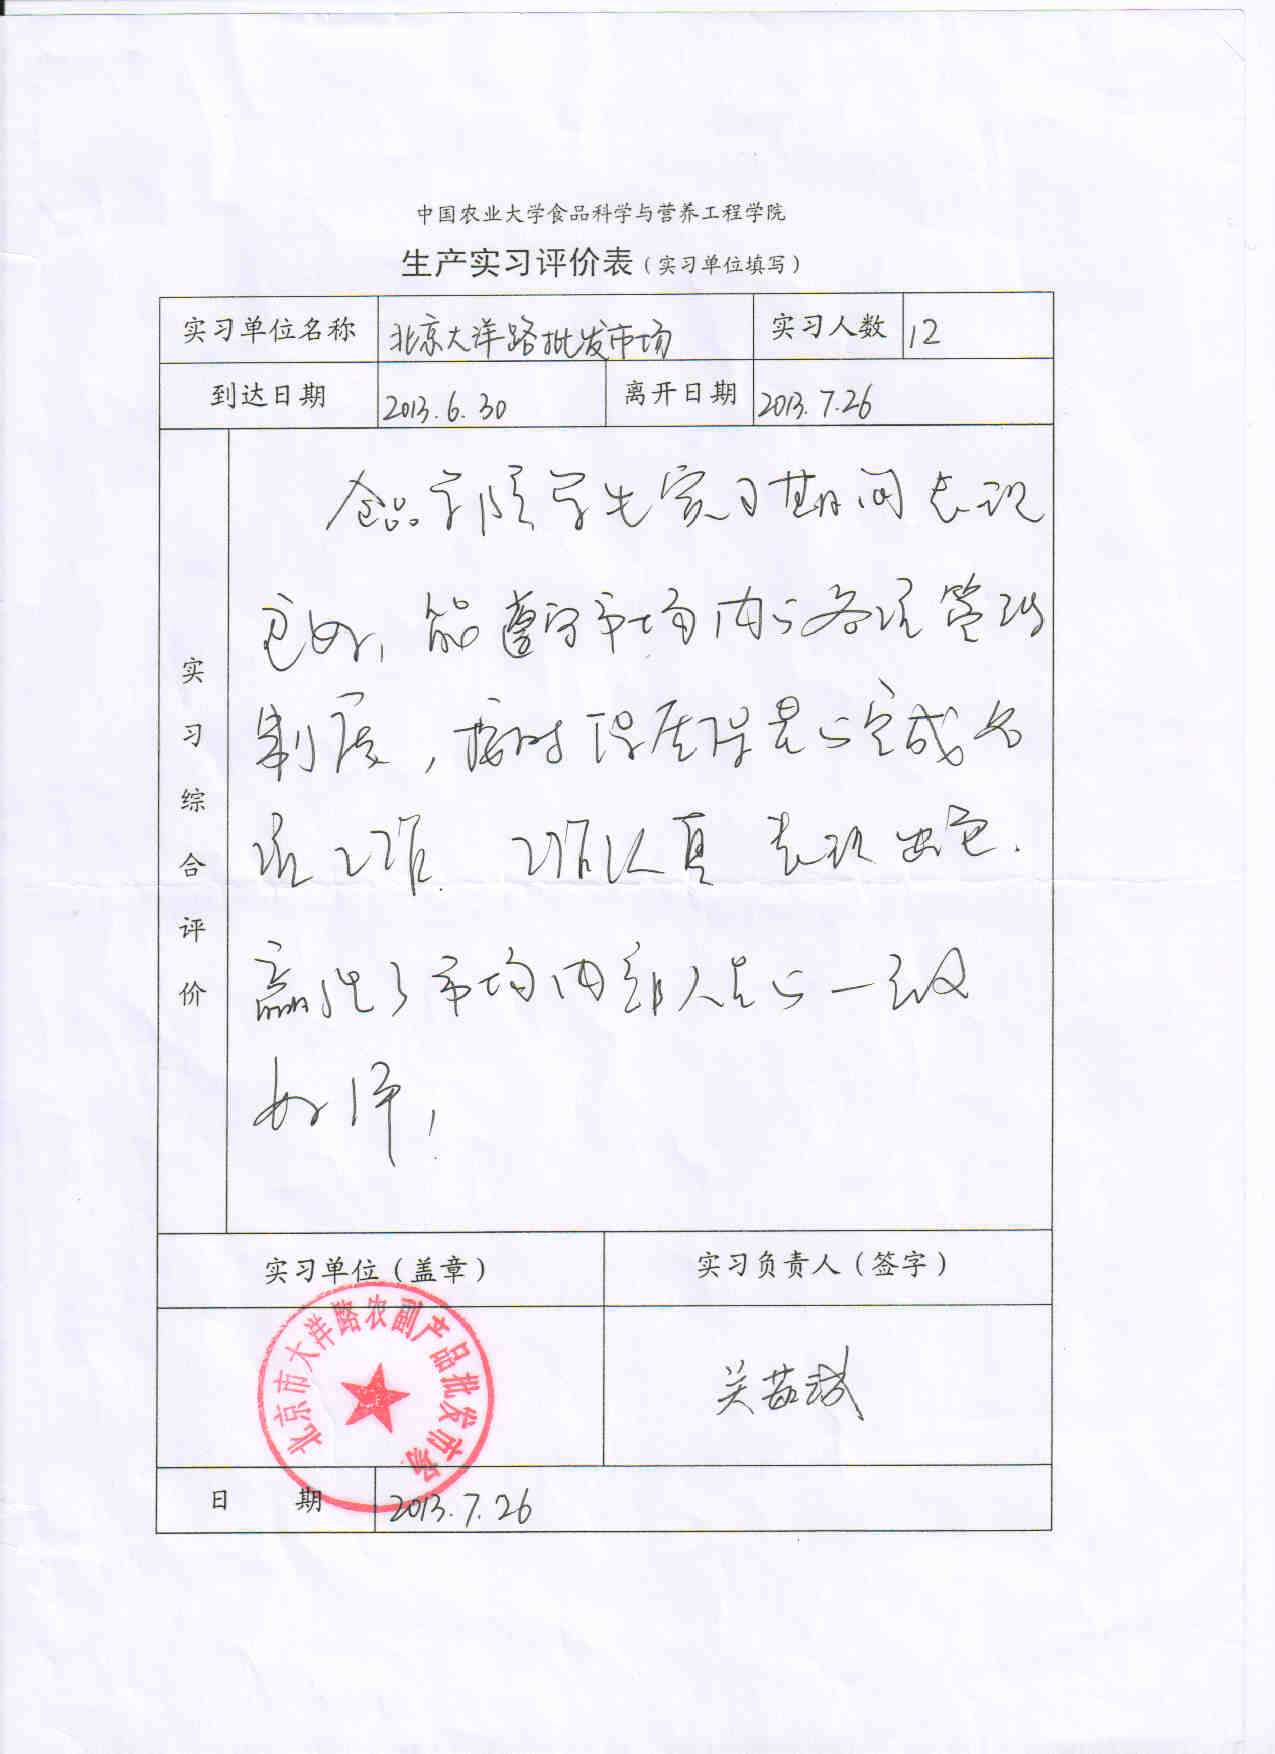 中国农业大学食品科学与营养工程学院
生产实习评价表（实习单位填写）
实习单位名称 北京大洋路批发市场 实习人数 12
到达日期 2013.6.30 离开日期 2013.7.26
实习综合评价
食品学院学生实习期间表现
良好，能遵守市场内的各项管理
制度，按时保质保量的完成各
项工作. 工作认真 表现出色.
赢得了市场内部人员的一致
好评，
实习单位（盖章） 实习负责人（签字）
北京市大洋路农副产品批发市场
日 期 2013.7.26